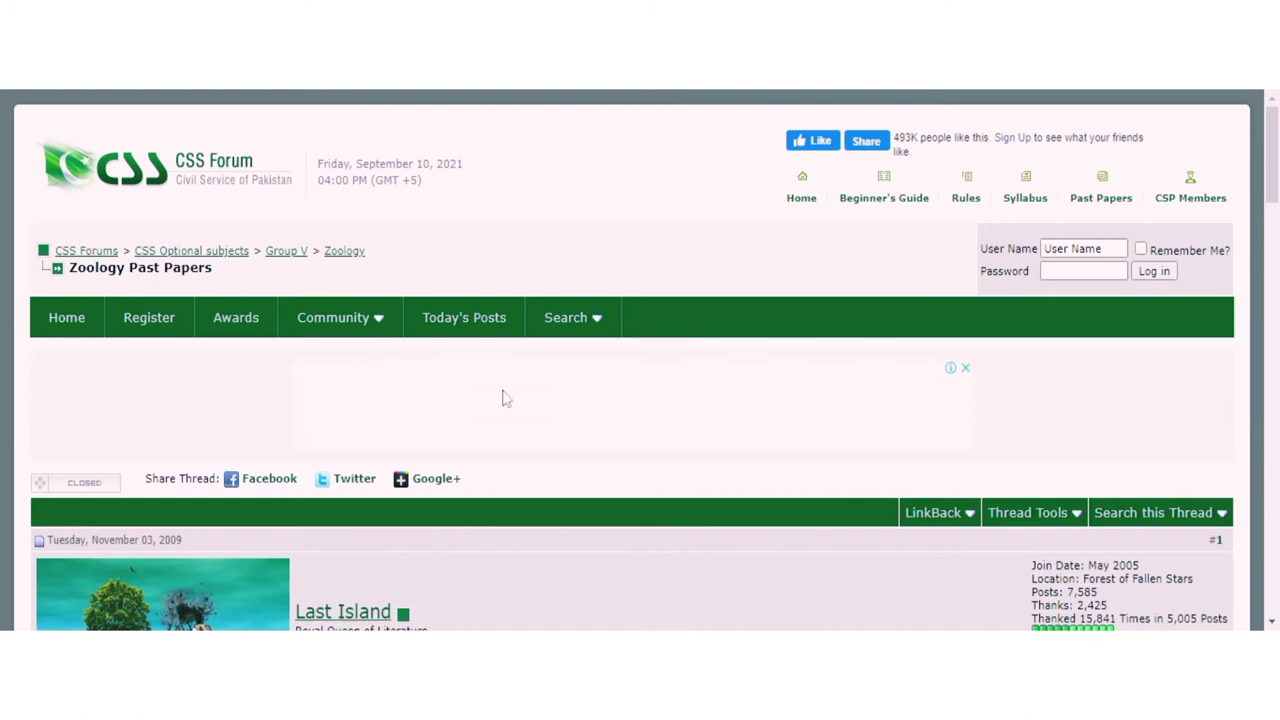 CSS
CSS Forum
Civil Service of Pakistan
Friday, September 10, 2021
04:00 PM (GMT +5)
Like
Share
493K people like this. Sign Up to see what your friends
like.
Home
Beginner's Guide
Rules
Syllabus
Past Papers
CSP Members
CSS Forums > CSS Optional subjects > Group V > Zoology
Zoology Past Papers
User Name
User Name
Remember Me?
Password
Log in
Home
Register
Awards
Community
Today's Posts
Search
CLOSED
Share Thread:
Facebook
Twitter
Google+
LinkBack
Thread Tools
Search this Thread
Tuesday, November 03, 2009
#1
Last Island
Royal Queen of Literature
Join Date: May 2005
Location: Forest of Fallen Stars
Posts: 7,585
Thanks: 2,425
Thanked 15,841 Times in 5,005 Posts